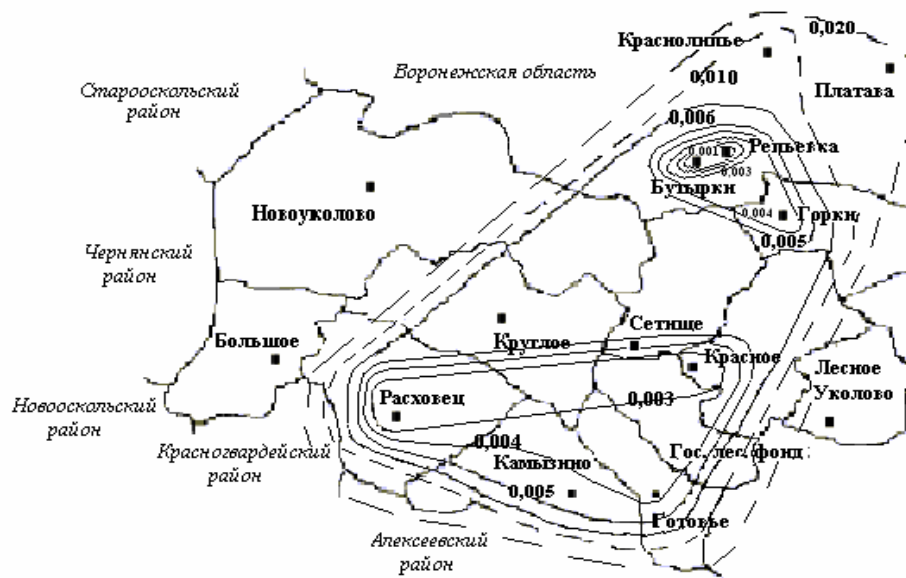 Краснолипье
0,020
Воронежская область
0,010
Платава
Старооскольский
район
0,006
Репьевка
0.001
0.003
Бутырки
Новоуколово
0.004
Горки
0,005
Чернянский
район
Большое
Круглое
Сетище
Красное
Лесное
Уколово
Расховец
0,003
Новооскольский
район
Красногвардейский
район
0,004
Камызино
Гос. лес. фонд
0,005
Готовье
Алексеевский
район